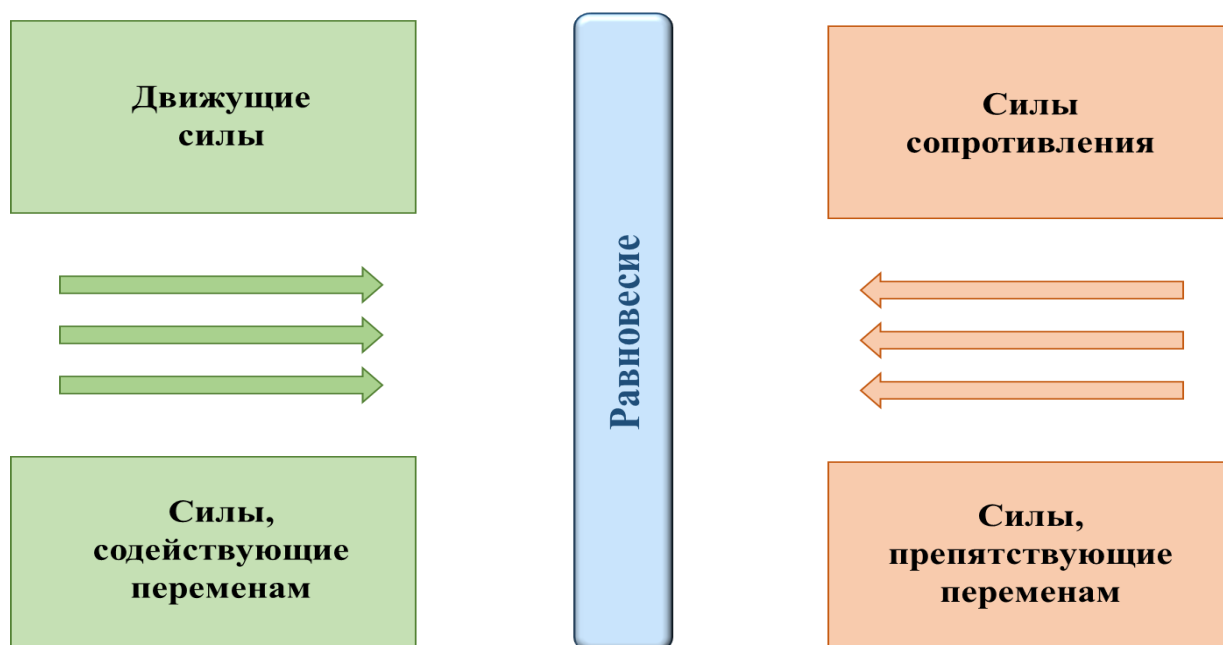 Движущие
силы
Силы
сопротивления
Равновесие
Силы,
содействующие
переменам
Силы,
препятствующие
переменам